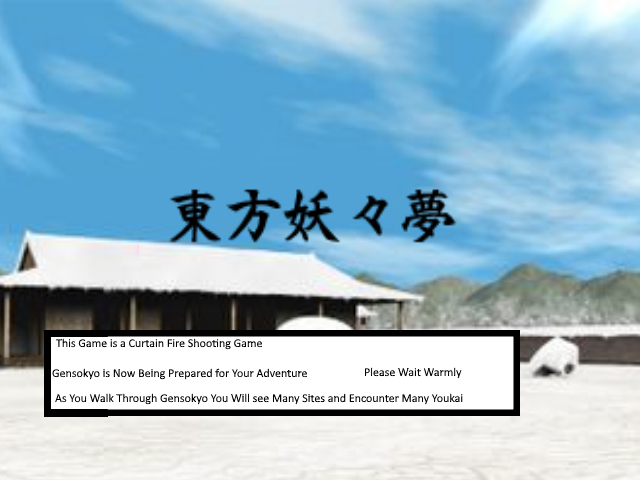 東方妖々夢
This Game is a Curtain Fire Shooting Game
Gensokyo Is Now Being Prepared for Your Adventure Please Wait Warmly
As You Walk Through Gensokyo You Will see Many Sites and Encounter Many Youkai